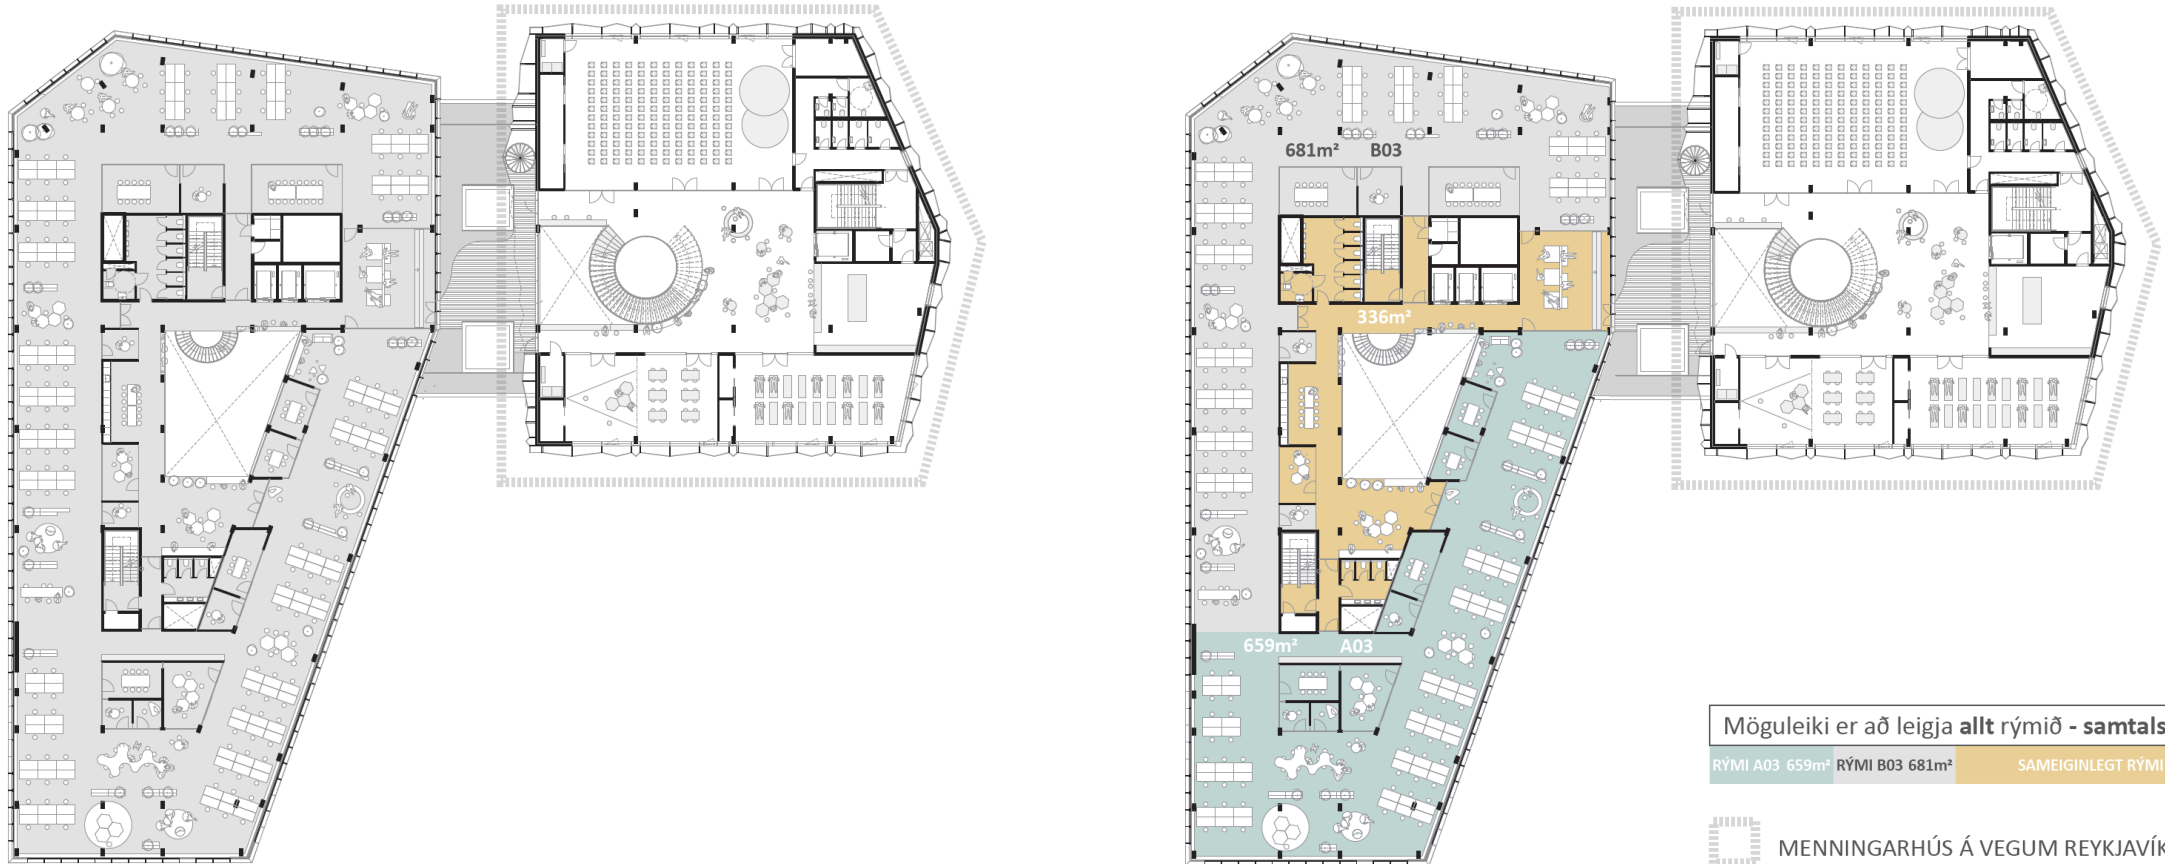 681m² B03
336m²
659m² A03
Möguleiki er að leigja allt rýmið - samtals
RÝMI A03 659m² RÝMI B03 681m² SAMEIGINLEGT RÝMI
MENNINGARHÚS Á VEGUM REYKJAVÍK